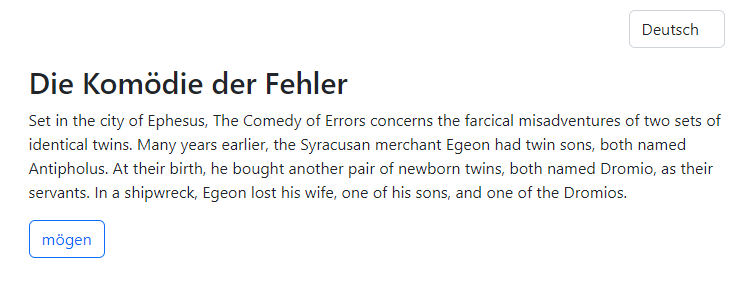 Deutsch
Die Komödie der Fehler
Set in the city of Ephesus, The Comedy of Errors concerns the farcical misadventures of two sets of
identical twins. Many years earlier, the Syracusan merchant Egeon had twin sons, both named
Antipholus. At their birth, he bought another pair of newborn twins, both named Dromio, as their
servants. In a shipwreck, Egeon lost his wife, one of his sons, and one of the Dromios.
mögen